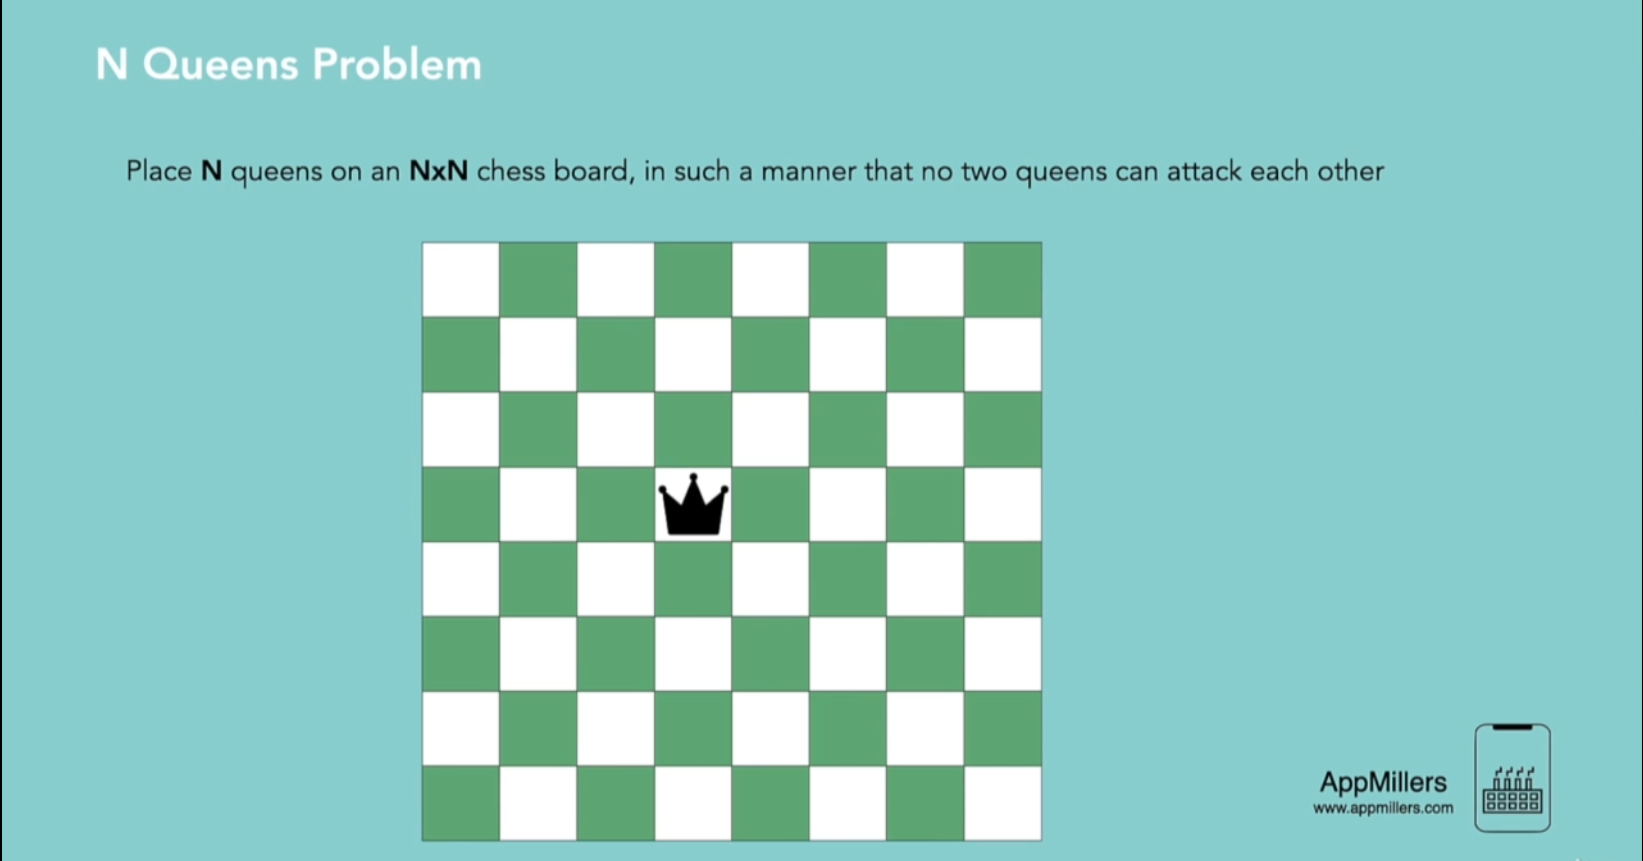 N Queens Problem
Place N queens on an NxN chess board, in such a manner that no two queens can attack each other
AppMillers
www.appmillers.com